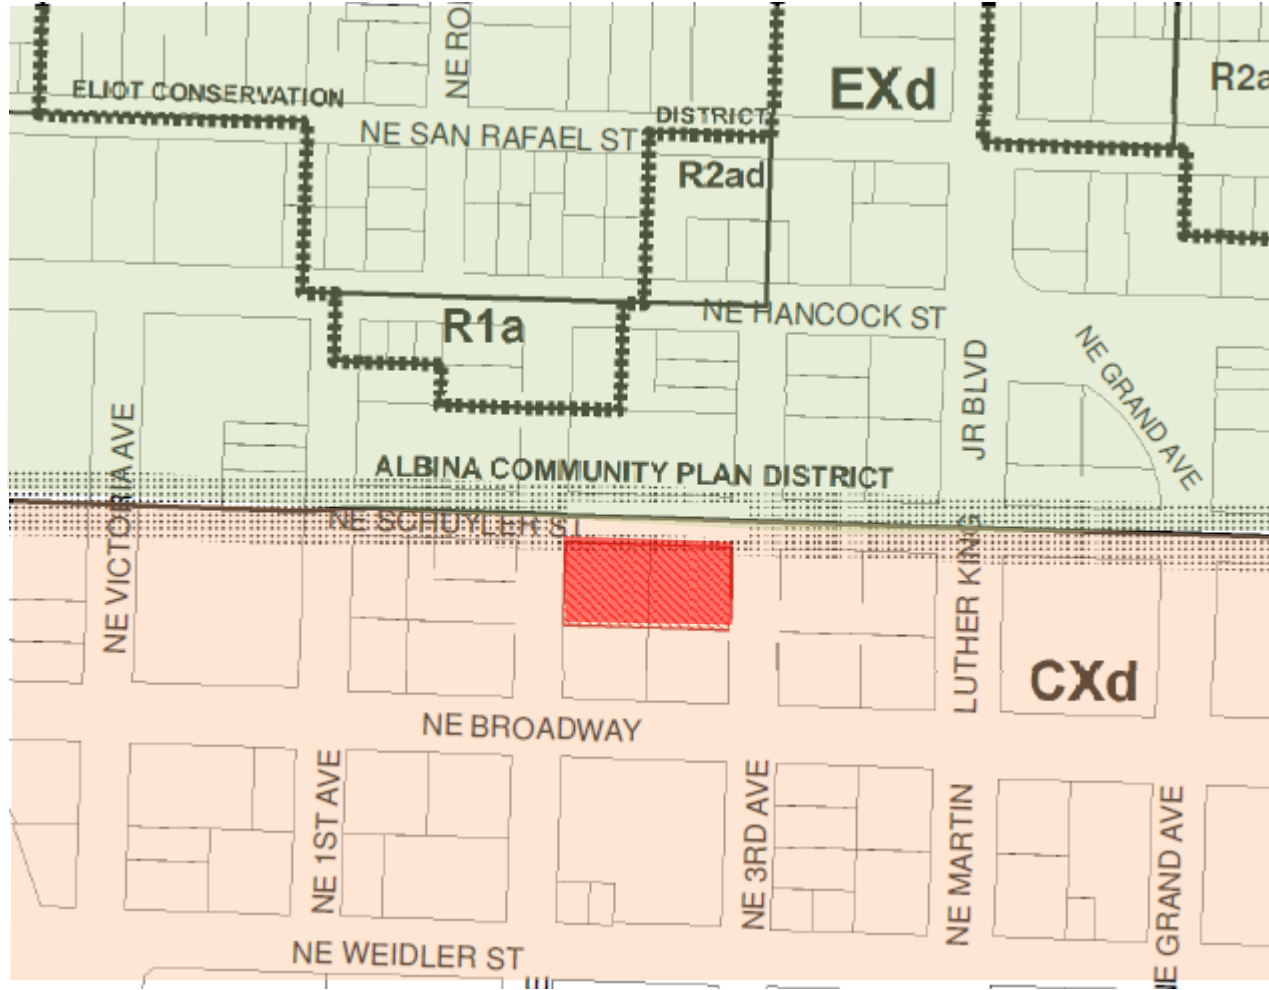 NE RO
EXd
R2a
ELIOT CONSERVATION
DISTRICT
NE SAN RAFAEL ST
R2ad
NE HANCOCK ST
R1a
JR BLVD
NE GRAND AVE
NE VICTORIA AVE
ALBINA COMMUNITY PLAN DISTRICT
NE SCHUYLER ST
LUTHER KING
CXd
NE BROADWAY
NE 1ST AVE
NE 3RD AVE
NE MARTIN
NE GRAND AVE
NE WEIDLER ST